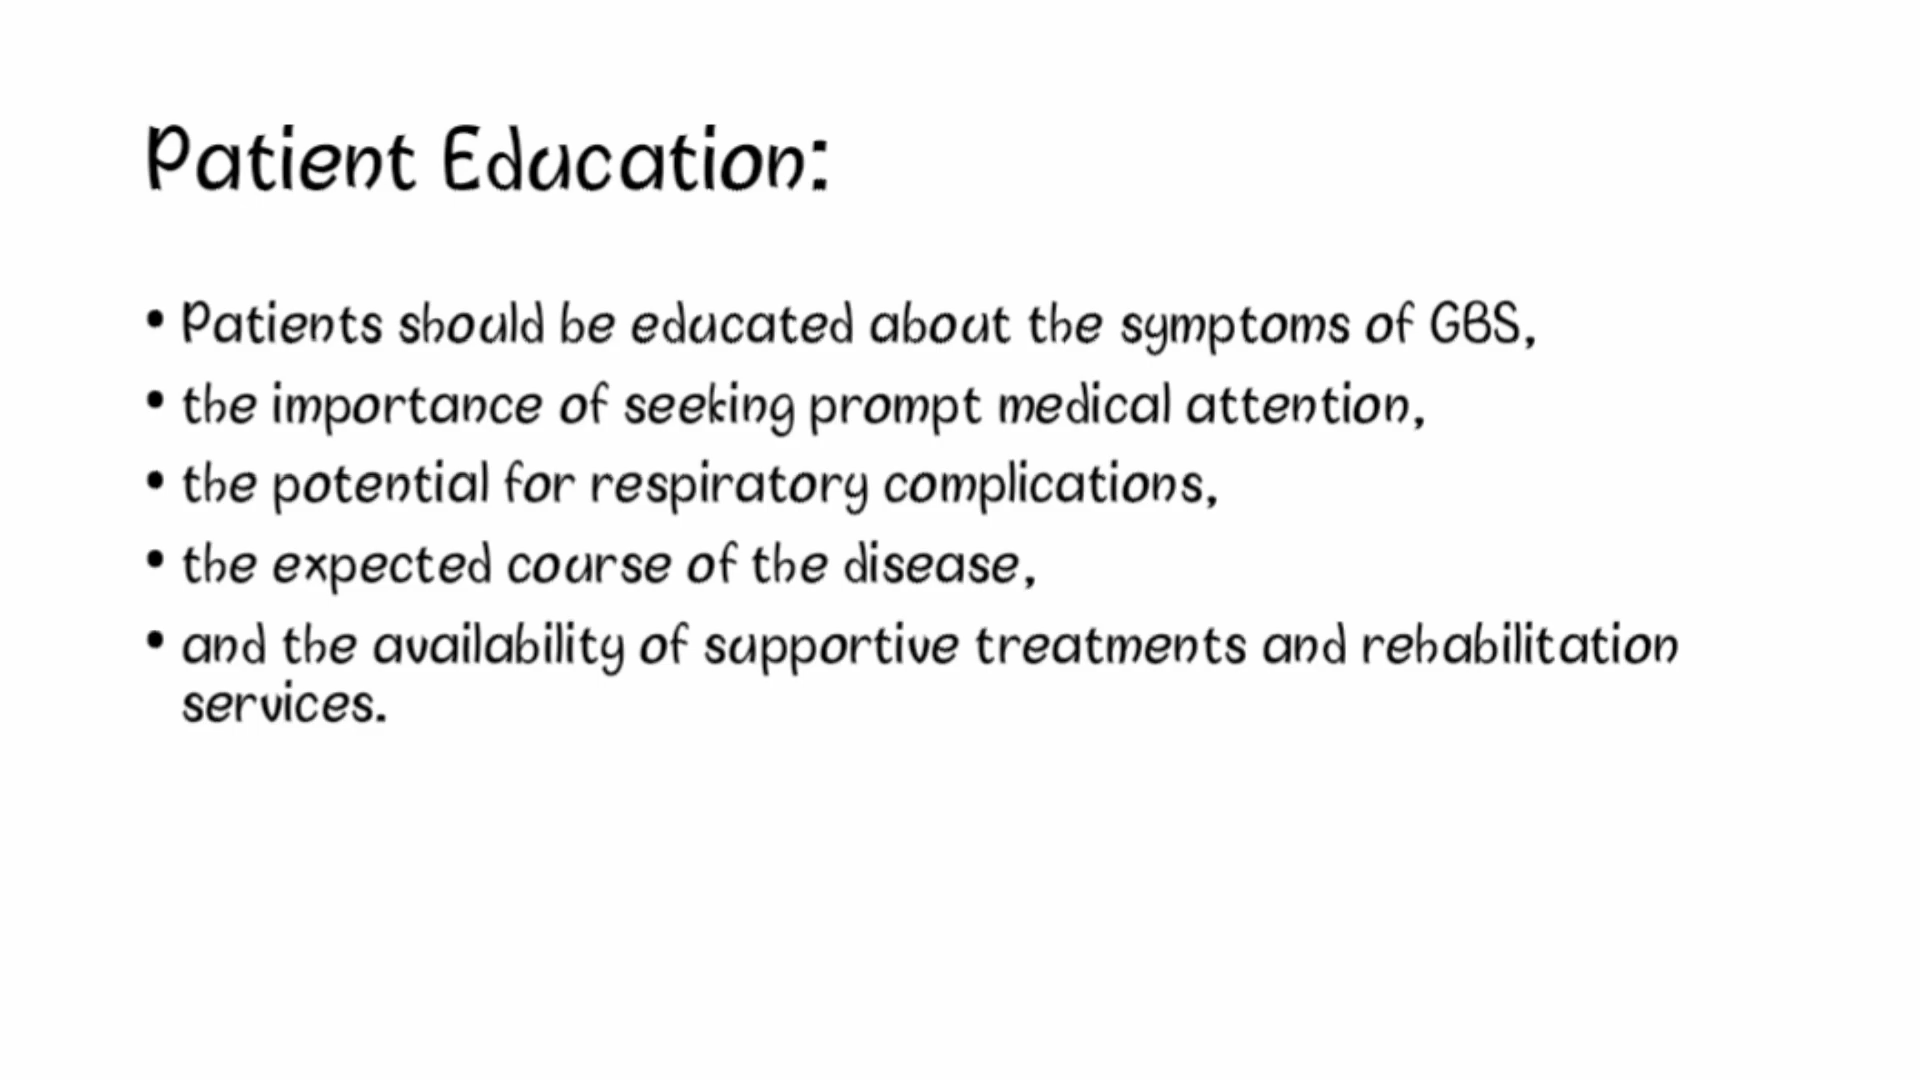 Patient Education:
• Patients should be educated about the symptoms of GBS,
• the importance of seeking prompt medical attention,
• the potential for respiratory complications,
• the expected course of the disease,
• and the availability of supportive treatments and rehabilitation
services.